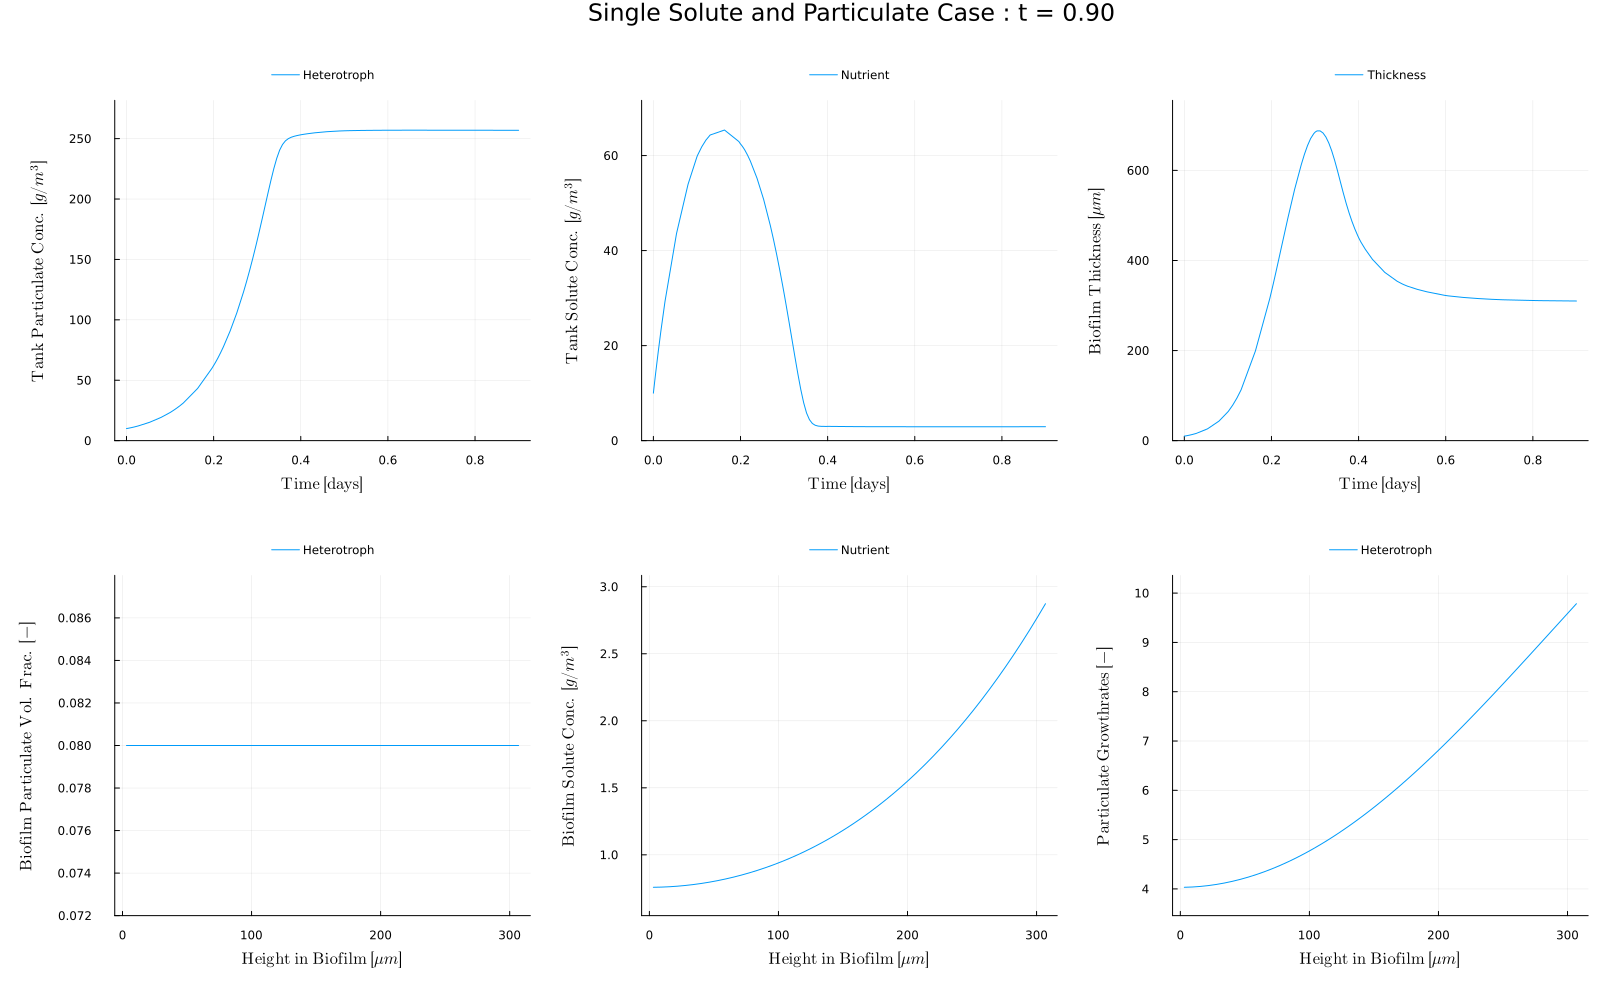 Single Solute and Particulate Case : t = 0.90
Heterotroph
Tank Particulate Conc. [g/m³]
250
200
150
100
50
0
0.0 0.2 0.4 0.6 0.8
Time [days]
Nutrient
Tank Solute Conc. [g/m³]
60
40
20
0
0.0 0.2 0.4 0.6 0.8
Time [days]
Thickness
Biofilm Thickness [μm]
600
400
200
0
0.0 0.2 0.4 0.6 0.8
Time [days]
Heterotroph
Biofilm Particulate Vol. Frac. [−]
0.086
0.084
0.082
0.080
0.078
0.076
0.074
0.072
0 100 200 300
Height in Biofilm [μm]
Nutrient
Biofilm Solute Conc. [g/m³]
3.0
2.5
2.0
1.5
1.0
0 100 200 300
Height in Biofilm [μm]
Heterotroph
Particulate Growthrates [−]
10
9
8
7
6
5
4
0 100 200 300
Height in Biofilm [μm]